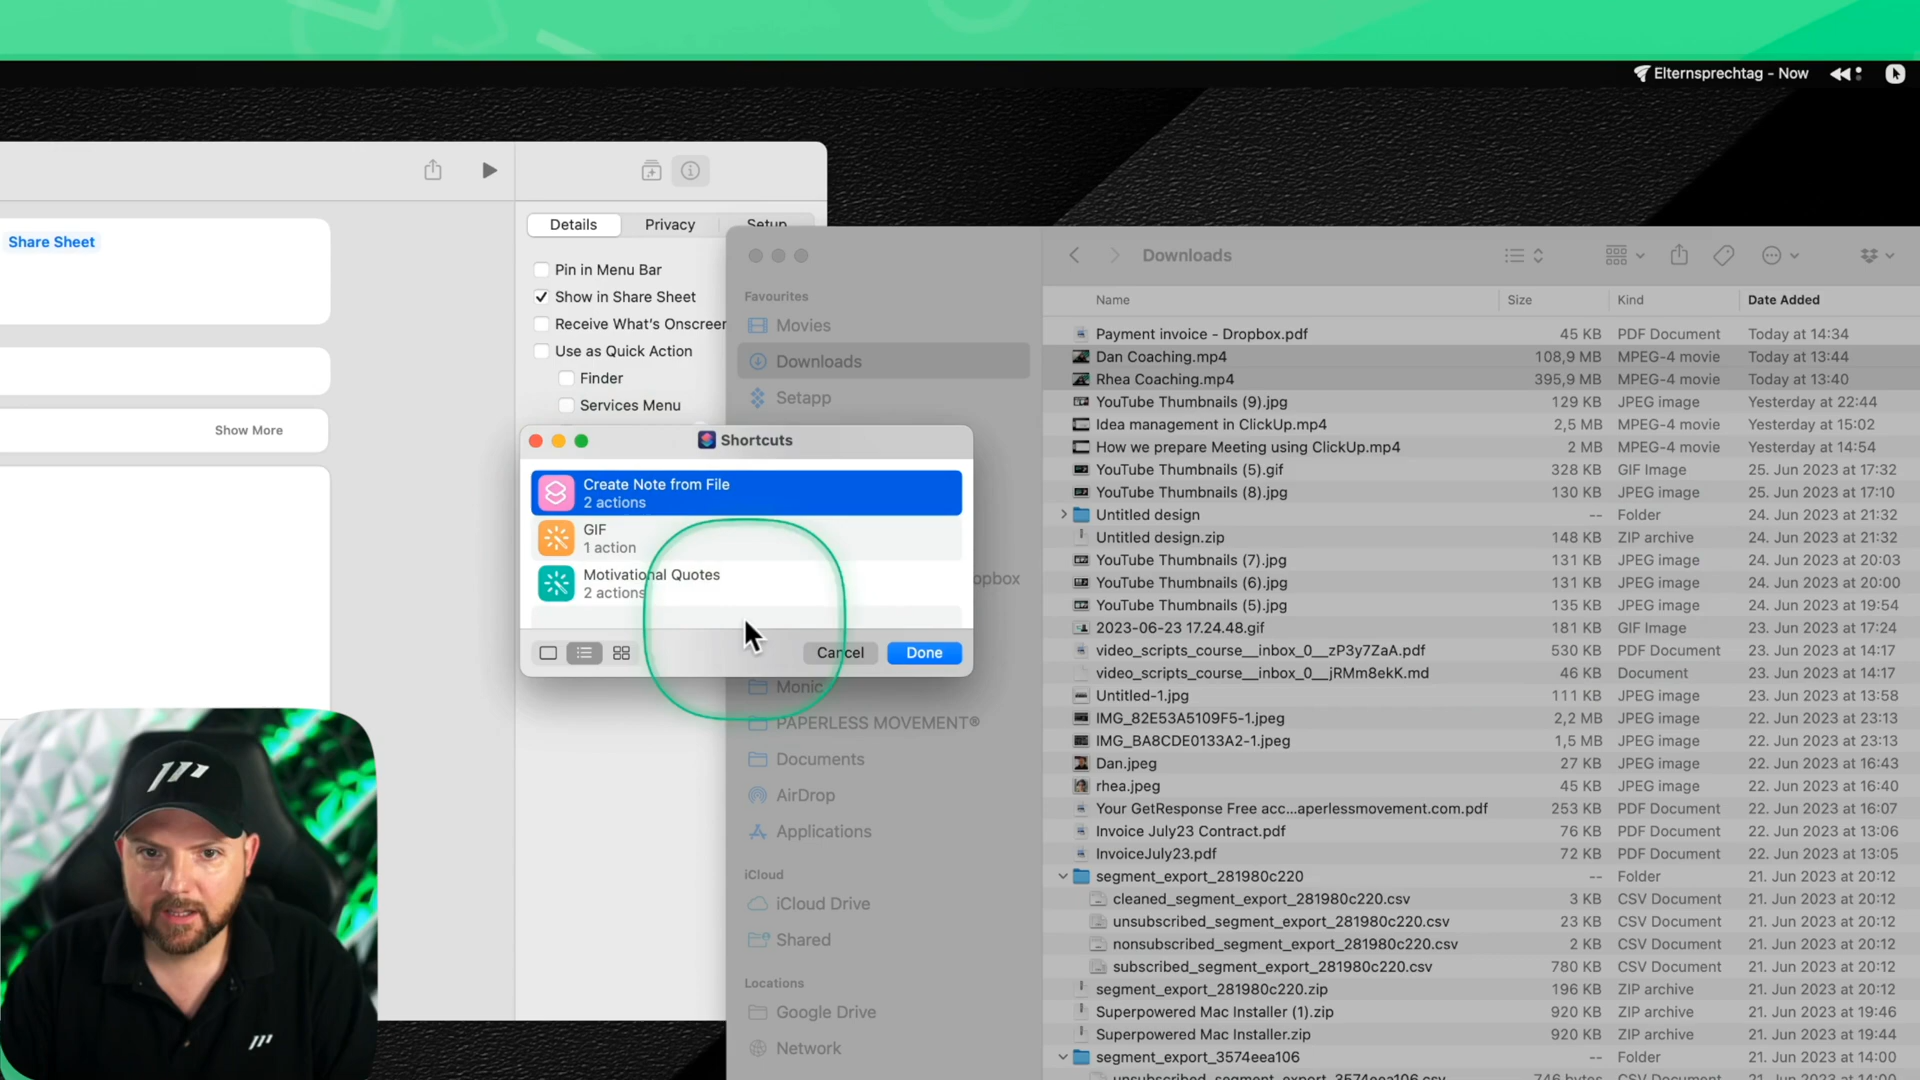 Elternsprechtag - Now
Share Sheet
Show More
Details
Privacy
Setup
Pin in Menu Bar
Show in Share Sheet
Receive What's Onscreen
Use as Quick Action
Finder
Services Menu
Shortcuts
Create Note from File
2 actions
GIF
1 action
Motivational Quotes
2 actions
Cancel
Done
Favourites
Movies
Downloads
Setapp
opbox
Monic
PAPERLESS MOVEMENT®
Documents
AirDrop
Applications
iCloud
iCloud Drive
Shared
Locations
Google Drive
Network
Downloads
Name Size Kind Date Added
Payment invoice - Dropbox.pdf 45 KB PDF Document Today at 14:34
Dan Coaching.mp4 108,9 MB MPEG-4 movie Today at 13:44
Rhea Coaching.mp4 395,9 MB MPEG-4 movie Today at 13:40
YouTube Thumbnails (9).jpg 129 KB JPEG image Yesterday at 22:44
Idea management in ClickUp.mp4 2,5 MB MPEG-4 movie Yesterday at 15:02
How we prepare Meeting using ClickUp.mp4 2 MB MPEG-4 movie Yesterday at 14:54
YouTube Thumbnails (5).gif 328 KB GIF Image 25. Jun 2023 at 17:32
YouTube Thumbnails (8).jpg 130 KB JPEG image 25. Jun 2023 at 17:10
Untitled design -- Folder 24. Jun 2023 at 21:32
Untitled design.zip 148 KB ZIP archive 24. Jun 2023 at 21:32
YouTube Thumbnails (7).jpg 131 KB JPEG image 24. Jun 2023 at 20:03
YouTube Thumbnails (6).jpg 131 KB JPEG image 24. Jun 2023 at 20:00
YouTube Thumbnails (5).jpg 135 KB JPEG image 24. Jun 2023 at 19:54
2023-06-23 17.24.48.gif 181 KB GIF Image 23. Jun 2023 at 17:24
video_scripts_course__inbox_0__zP3y7ZaA.pdf 530 KB PDF Document 23. Jun 2023 at 14:17
video_scripts_course__inbox_0__jRMm8ekK.md 46 KB Document 23. Jun 2023 at 14:17
Untitled-1.jpg 111 KB JPEG image 23. Jun 2023 at 13:58
IMG_82E53A5109F5-1.jpeg 2,2 MB JPEG image 22. Jun 2023 at 23:13
IMG_BA8CDE0133A2-1.jpeg 1,5 MB JPEG image 22. Jun 2023 at 23:13
Dan.jpeg 27 KB JPEG image 22. Jun 2023 at 16:43
rhea.jpeg 45 KB JPEG image 22. Jun 2023 at 16:40
Your GetResponse Free acc...aperlessmovement.com.pdf 253 KB PDF Document 22. Jun 2023 at 16:07
Invoice July23 Contract.pdf 76 KB PDF Document 22. Jun 2023 at 13:06
InvoiceJuly23.pdf 72 KB PDF Document 22. Jun 2023 at 13:05
segment_export_281980c220 -- Folder 21. Jun 2023 at 20:12
cleaned_segment_export_281980c220.csv 3 KB CSV Document 21. Jun 2023 at 20:12
unsubscribed_segment_export_281980c220.csv 23 KB CSV Document 21. Jun 2023 at 20:12
nonsubscribed_segment_export_281980c220.csv 2 KB CSV Document 21. Jun 2023 at 20:12
subscribed_segment_export_281980c220.csv 780 KB CSV Document 21. Jun 2023 at 20:12
segment_export_281980c220.zip 196 KB ZIP archive 21. Jun 2023 at 20:12
Superpowered Mac Installer (1).zip 920 KB ZIP archive 21. Jun 2023 at 19:46
Superpowered Mac Installer.zip 920 KB ZIP archive 21. Jun 2023 at 19:44
segment_export_3574eea106 -- Folder 21. Jun 2023 at 14:00
unsubscribed_segment_export_3574eea106.csv 746 bytes CSV Document 21. Jun 2023 at 14:00